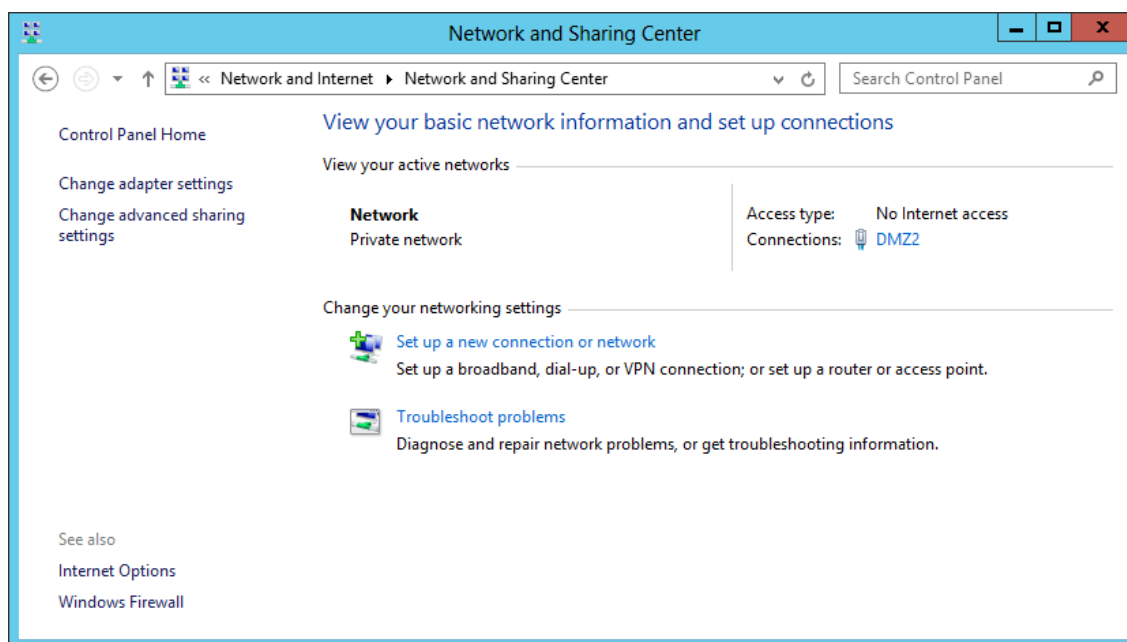 Network and Sharing Center
« Network and Internet Network and Sharing Center
Search Control Panel
Control Panel Home
Change adapter settings
Change advanced sharing
settings
View your basic network information and set up connections
View your active networks
Network
Private network
Access type: No Internet access
Connections: DMZ2
Change your networking settings
Set up a new connection or network
Set up a broadband, dial-up, or VPN connection; or set up a router or access point.
Troubleshoot problems
Diagnose and repair network problems, or get troubleshooting information.
See also
Internet Options
Windows Firewall